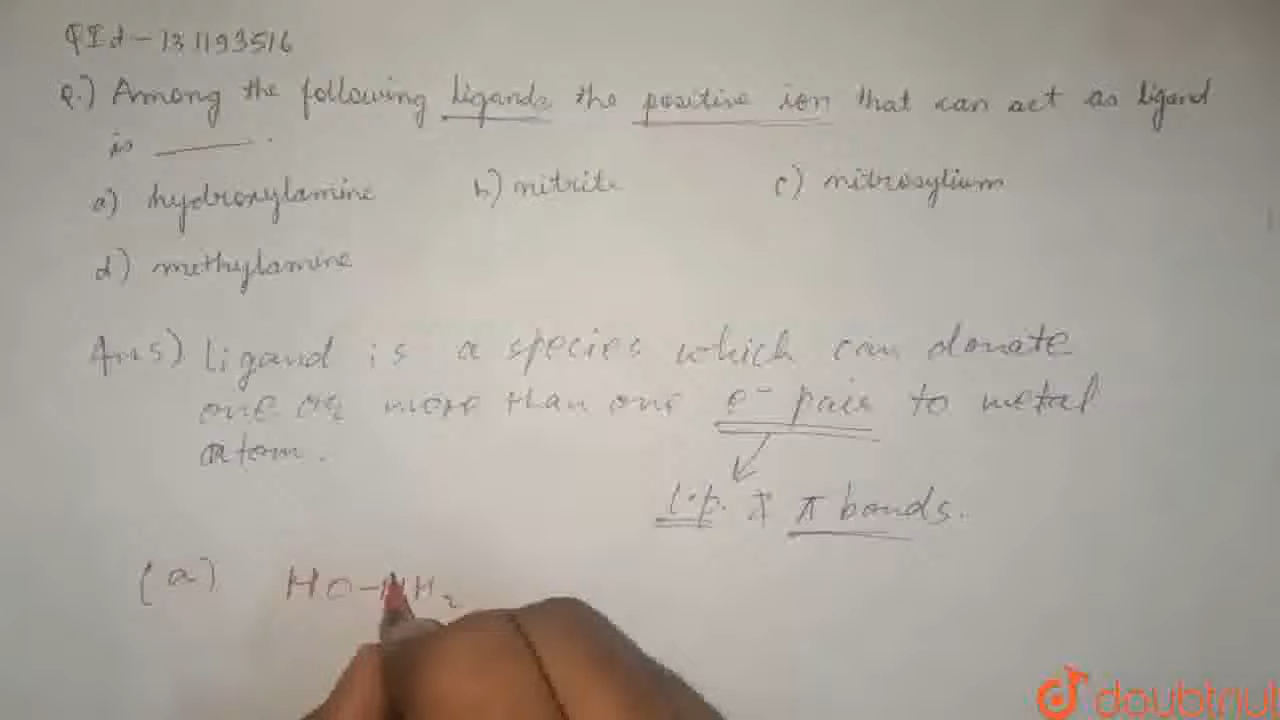 QId - 131193516
Q.) Among the following ligands the positive ion that can act as ligand
is ______.
a) hydroxylamine b) nitrite c) nitrosylium
d) methylamine
Ans) Ligand is a species which can donate
one or more than one e⁻ pair to metal
atom.
l.p. & π bonds.
(a) HO-NH₂
doubtnut